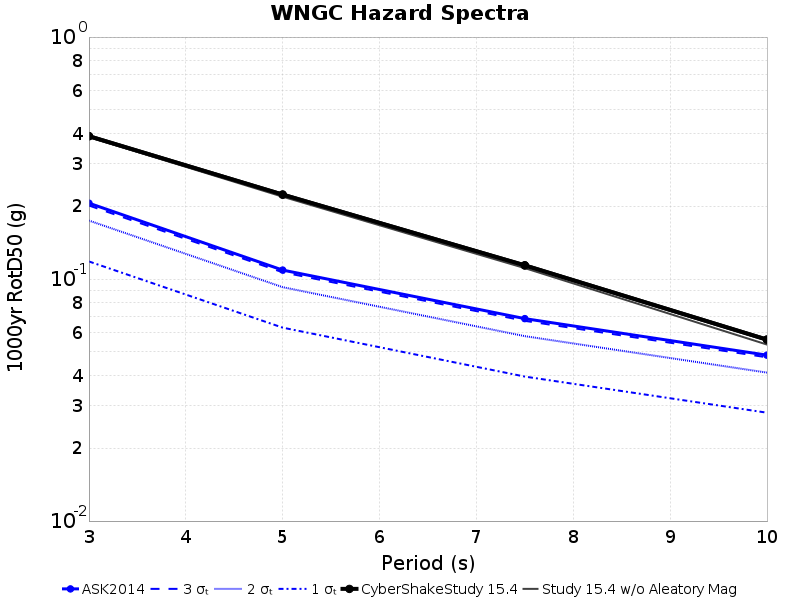 WNGC Hazard Spectra
10^0
8
6
4
3
2
10^-1
8
6
4
3
2
10^-2
1000yr RotD50 (g)
3 4 5 6 7 8 9 10
Period (s)
ASK2014 3 σₜ 2 σₜ 1 σₜ CyberShakeStudy 15.4 Study 15.4 w/o Aleatory Mag